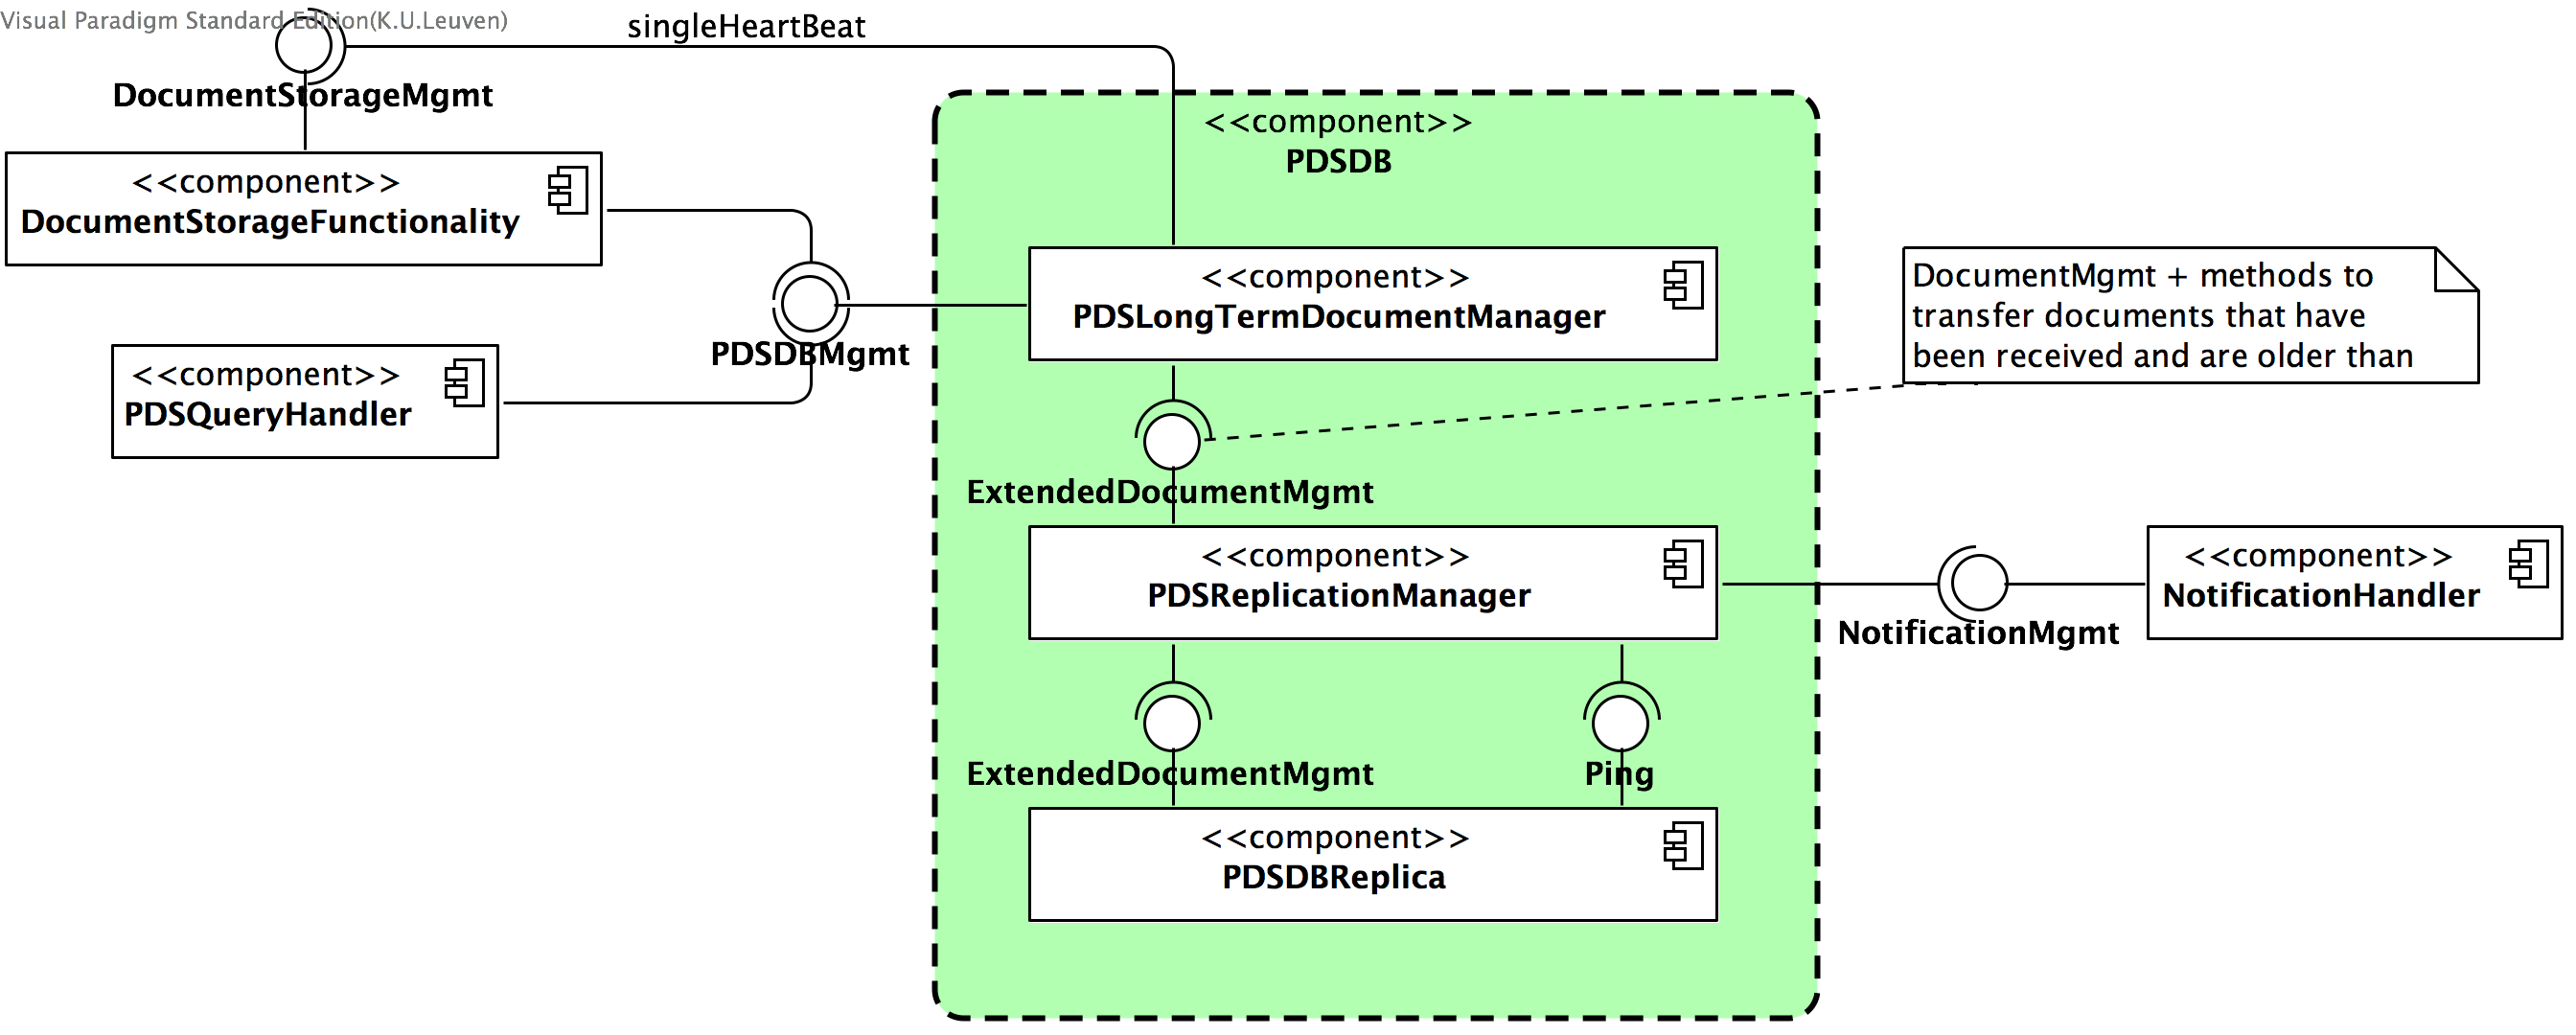 Visual Paradigm Standard Edition(K.U.Leuven)
singleHeartBeat
DocumentStorageMgmt
<<component>>
PDSDB
<<component>>
DocumentStorageFunctionality
<<component>>
PDSLongTermDocumentManager
DocumentMgmt + methods to
transfer documents that have
been received and are older than
PDSDBMgmt
<<component>>
PDSQueryHandler
ExtendedDocumentMgmt
<<component>>
PDSReplicationManager
<<component>>
NotificationHandler
NotificationMgmt
ExtendedDocumentMgmt
Ping
<<component>>
PDSDBReplica